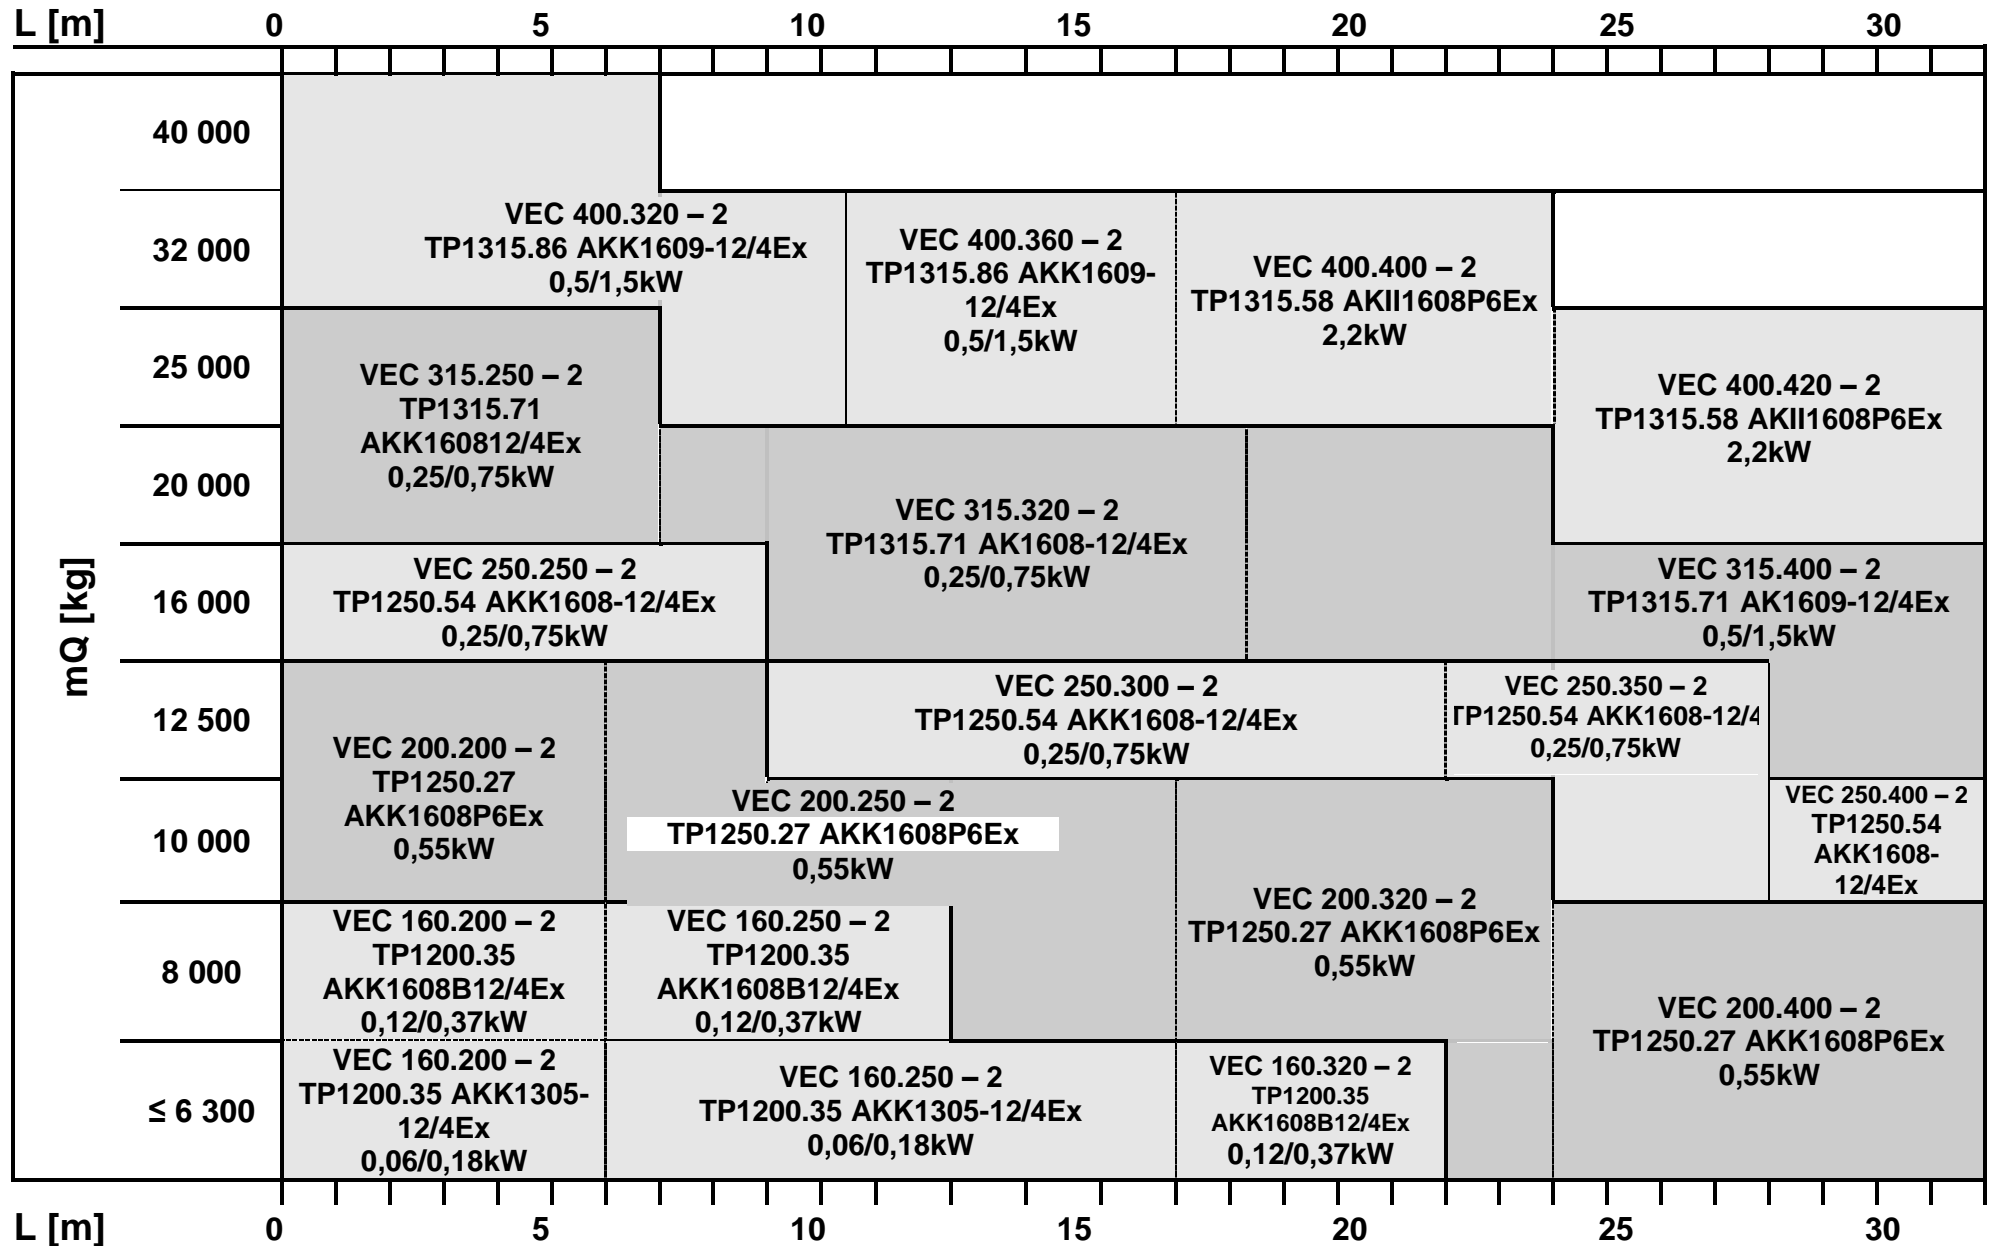 L [m] 0 5 10 15 20 25 30
40 000
32 000
VEC 400.320 – 2
TP1315.86 AKK1609-12/4Ex
0,5/1,5kW
VEC 400.360 – 2
TP1315.86 AKK1609-
12/4Ex
0,5/1,5kW
VEC 400.400 – 2
TP1315.58 AKII1608P6Ex
2,2kW
25 000
VEC 315.250 – 2
TP1315.71
AKK160812/4Ex
0,25/0,75kW
VEC 400.420 – 2
TP1315.58 AKII1608P6Ex
2,2kW
20 000
VEC 315.320 – 2
TP1315.71 AK1608-12/4Ex
0,25/0,75kW
mQ [kg]
16 000
VEC 250.250 – 2
TP1250.54 AKK1608-12/4Ex
0,25/0,75kW
VEC 315.400 – 2
TP1315.71 AK1609-12/4Ex
0,5/1,5kW
12 500
VEC 200.200 – 2
TP1250.27
AKK1608P6Ex
0,55kW
VEC 250.300 – 2
TP1250.54 AKK1608-12/4Ex
0,25/0,75kW
VEC 250.350 – 2
TP1250.54 AKK1608-12/4
0,25/0,75kW
10 000
VEC 200.250 – 2
TP1250.27 AKK1608P6Ex
0,55kW
VEC 250.400 – 2
TP1250.54
AKK1608-
12/4Ex
8 000
VEC 160.200 – 2
TP1200.35
AKK1608B12/4Ex
0,12/0,37kW
VEC 160.250 – 2
TP1200.35
AKK1608B12/4Ex
0,12/0,37kW
VEC 200.320 – 2
TP1250.27 AKK1608P6Ex
0,55kW
VEC 200.400 – 2
TP1250.27 AKK1608P6Ex
0,55kW
≤ 6 300
VEC 160.200 – 2
TP1200.35 AKK1305-
12/4Ex
0,06/0,18kW
VEC 160.250 – 2
TP1200.35 AKK1305-12/4Ex
0,06/0,18kW
VEC 160.320 – 2
TP1200.35
AKK1608B12/4Ex
0,12/0,37kW
L [m] 0 5 10 15 20 25 30